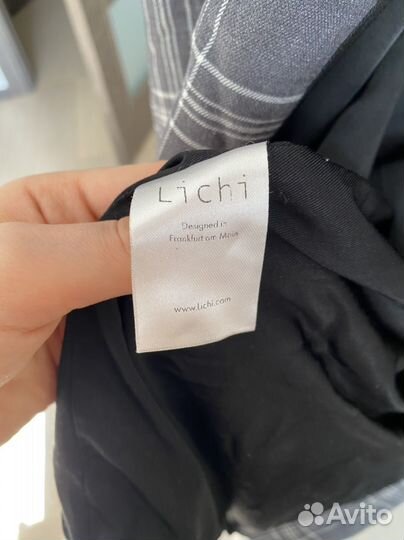 Lichi
Designed in
Frankfurt am Main
www.lichi.com
Avito